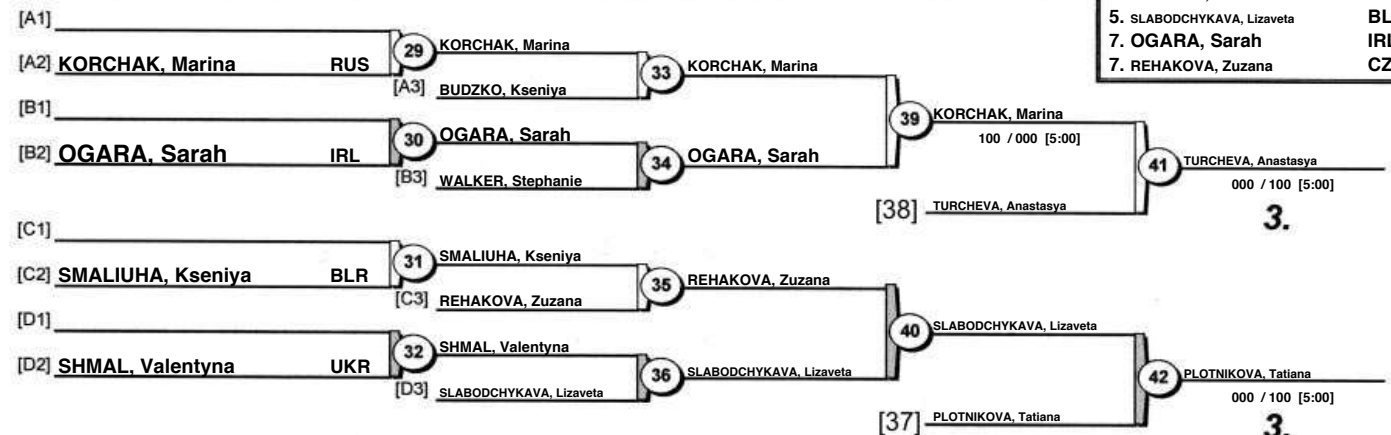 5. SLABODCHYKAVA, Lizaveta BL
7. OGARA, Sarah IRL
7. REHAKOVA, Zuzana CZ
[A1]
[A2] KORCHAK, Marina RUS
29
KORCHAK, Marina
[A3] BUDZKO, Kseniya
33
KORCHAK, Marina
[B1]
[B2] OGARA, Sarah IRL
30
OGARA, Sarah
[B3] WALKER, Stephanie
34
OGARA, Sarah
39
KORCHAK, Marina
100 / 000 [5:00]
[38] TURCHEVA, Anastasya
41
TURCHEVA, Anastasya
000 / 100 [5:00]
3.
[C1]
[C2] SMALIUHA, Kseniya BLR
31
SMALIUHA, Kseniya
[C3] REHAKOVA, Zuzana
35
REHAKOVA, Zuzana
[D1]
[D2] SHMAL, Valentyna UKR
32
SHMAL, Valentyna
[D3] SLABODCHYKAVA, Lizaveta
36
SLABODCHYKAVA, Lizaveta
40
SLABODCHYKAVA, Lizaveta
[37] PLOTNIKOVA, Tatiana
42
PLOTNIKOVA, Tatiana
000 / 100 [5:00]
3.